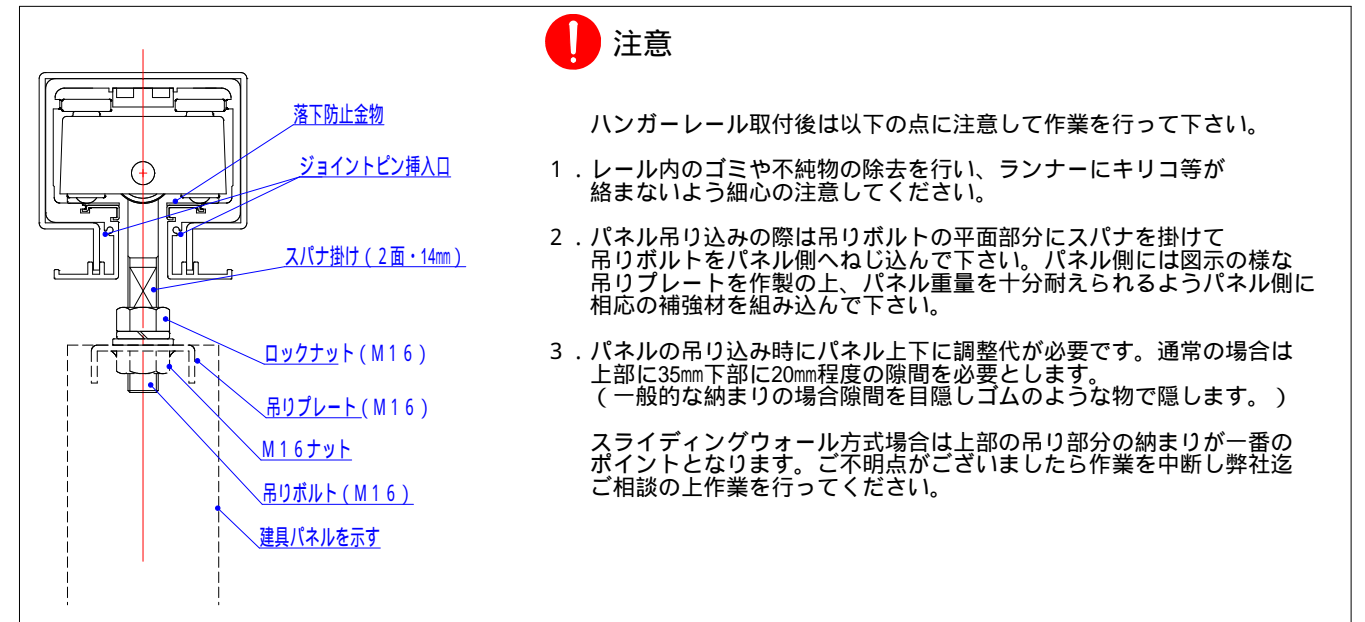 落下防止金物
ジョイントピン挿入口
スパナ掛け（２面・14㎜）
ロックナット（Ｍ１６）
吊りプレート（Ｍ１６）
Ｍ１６ナット
吊りボルト（Ｍ１６）
建具パネルを示す
注意
ハンガーレール取付後は以下の点に注意して作業を行って下さい。
１．レール内のゴミや不純物の除去を行い、ランナーにキリコ等が
絡まないよう細心の注意してください。
２．パネル吊り込みの際は吊りボルトの平面部分にスパナを掛けて
吊りボルトをパネル側へねじ込んで下さい。パネル側には図示の様な
吊りプレートを作製の上、パネル重量を十分耐えられるようパネル側に
相応の補強材を組み込んで下さい。
３．パネルの吊り込み時にパネル上下に調整代が必要です。通常の場合は
上部に35㎜下部に20㎜程度の隙間を必要とします。
（一般的な納まりの場合隙間を目隠しゴムのような物で隠します。）
スライディングウォール方式場合は上部の吊り部分の納まりが一番の
ポイントとなります。ご不明点がございましたら作業を中断し弊社迄
ご相談の上作業を行ってください。